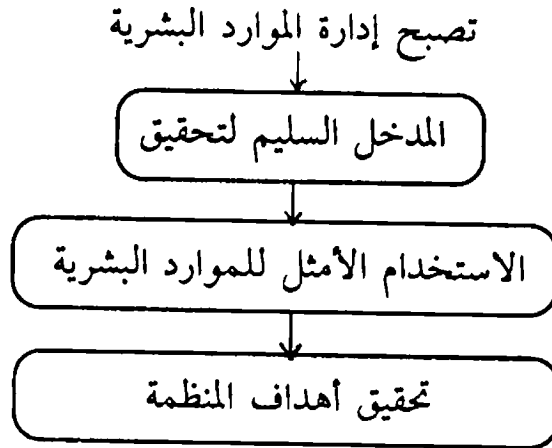 تصبح إدارة الموارد البشرية
المدخل السليم لتحقيق
الاستخدام الأمثل للموارد البشرية
تحقيق أهداف المنظمة